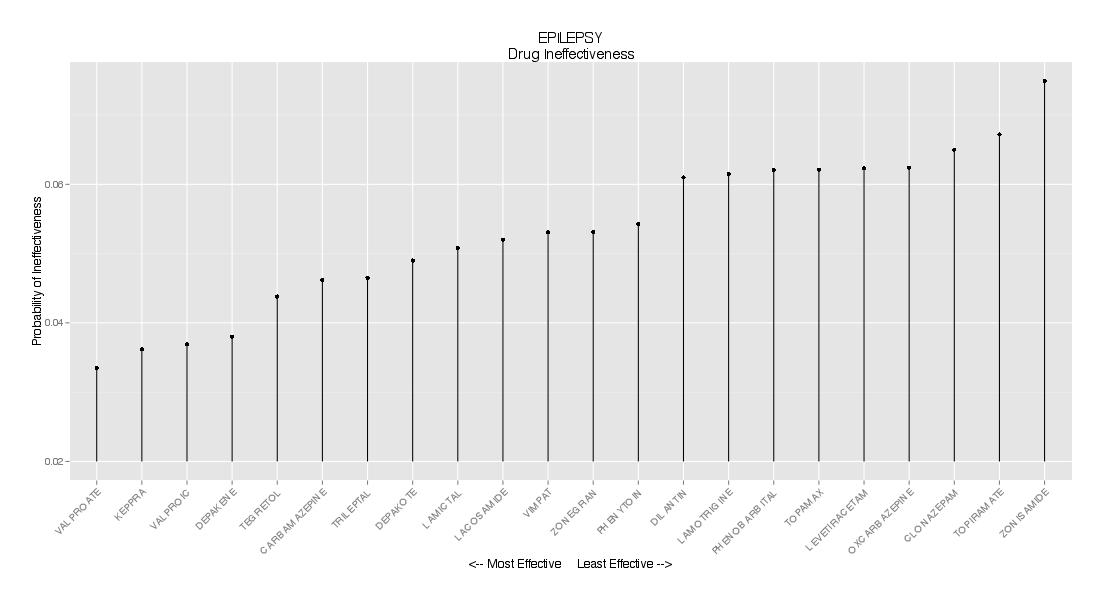 EPILEPSY
Drug Ineffectiveness
Probability of Ineffectiveness
0.06
0.04
0.02
VALPROATE
KEPPRA
VALPROIC
DEPAKENE
TEGRETOL
CARBAMAZEPINE
TRILEPTAL
DEPAKOTE
LAMICTAL
LACOSAMIDE
VIMPAT
ZONEGRAN
PHENYTOIN
DILANTIN
LAMOTRIGINE
PHENOBARBITAL
TOPAMAX
LEVETIRACETAM
OXCARBAZEPINE
CLONAZEPAM
TOPIRAMATE
ZONISAMIDE
<-- Most Effective Least Effective -->